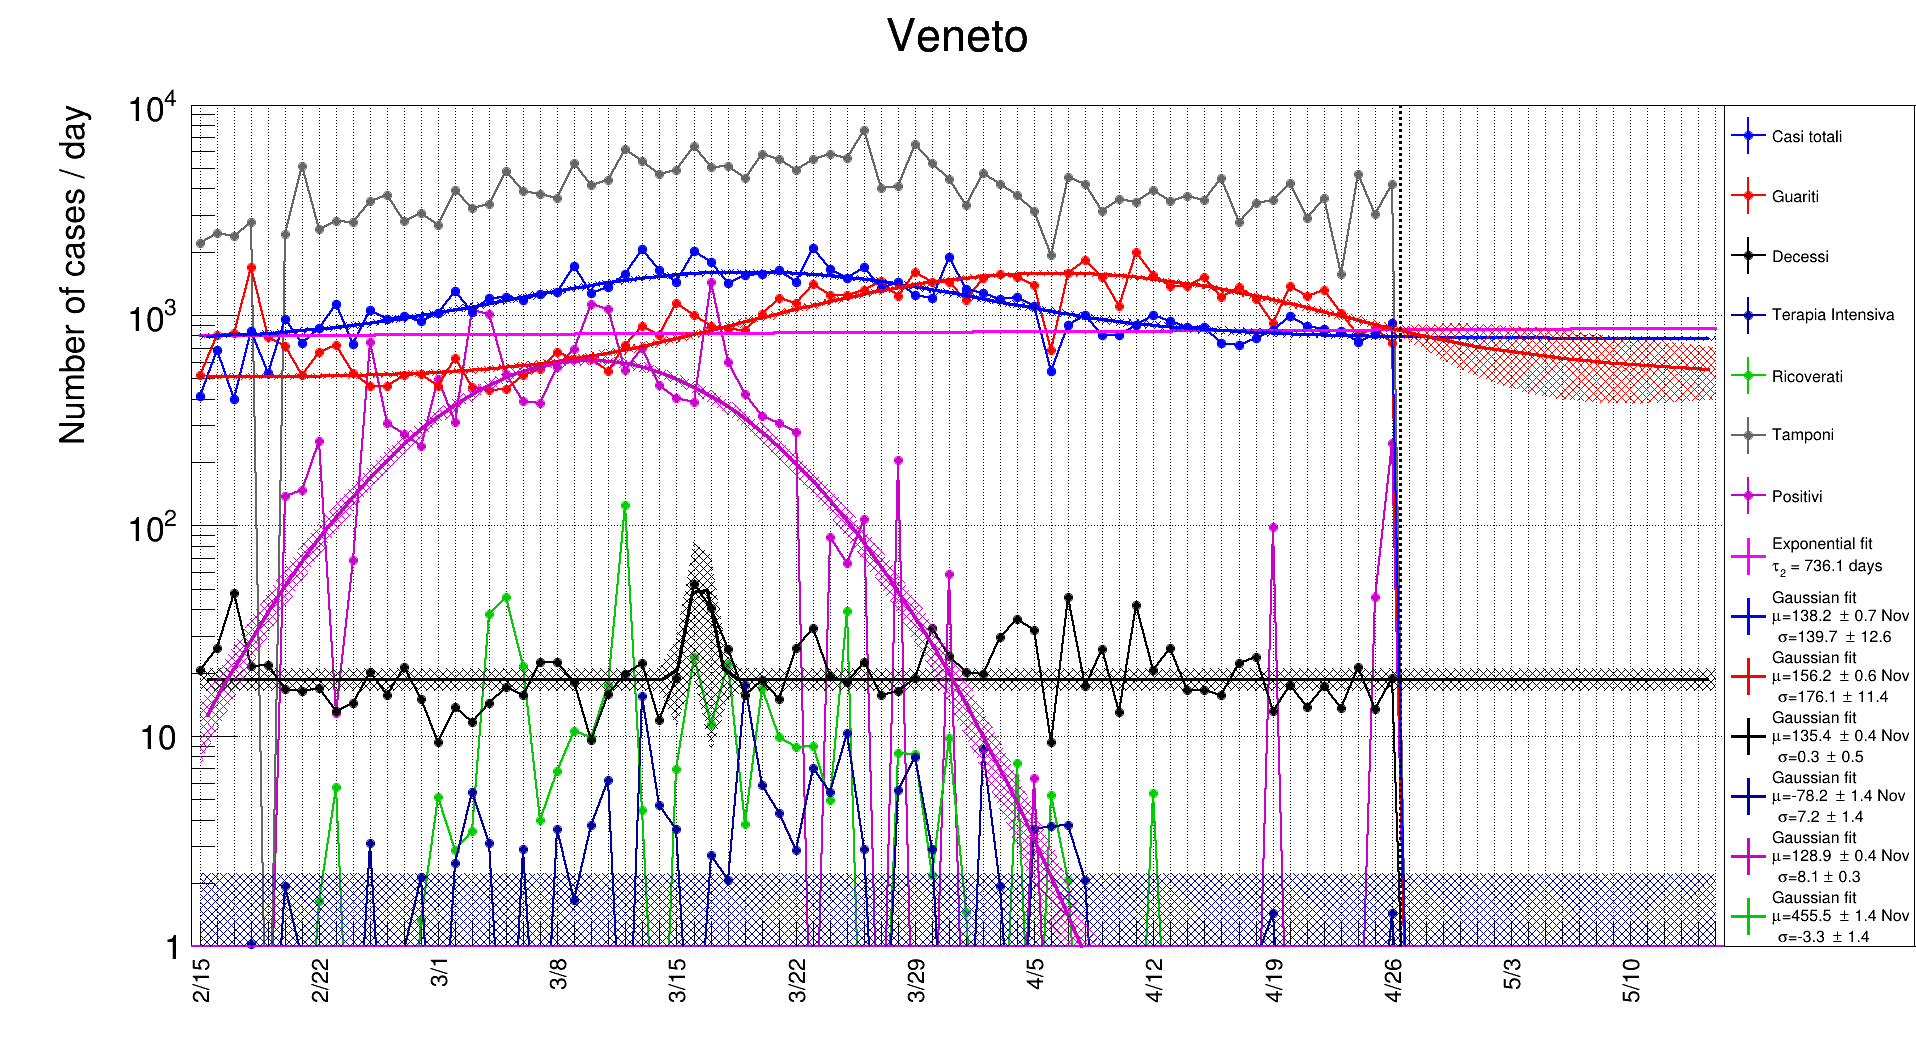 Veneto
Number of cases / day
10⁴
10³
10²
10
1
2/15
2/22
3/1
3/8
3/15
3/22
3/29
4/5
4/12
4/19
4/26
5/3
5/10
Casi totali
Guariti
Decessi
Terapia Intensiva
Ricoverati
Tamponi
Positivi
Exponential fit
τ₂ = 736.1 days
Gaussian fit
μ=138.2 ± 0.7 Nov
σ=139.7 ± 12.6
Gaussian fit
μ=156.2 ± 0.6 Nov
σ=176.1 ± 11.4
Gaussian fit
μ=135.4 ± 0.4 Nov
σ=0.3 ± 0.5
Gaussian fit
μ=-78.2 ± 1.4 Nov
σ=7.2 ± 1.4
Gaussian fit
μ=128.9 ± 0.4 Nov
σ=8.1 ± 0.3
Gaussian fit
μ=455.5 ± 1.4 Nov
σ=-3.3 ± 1.4